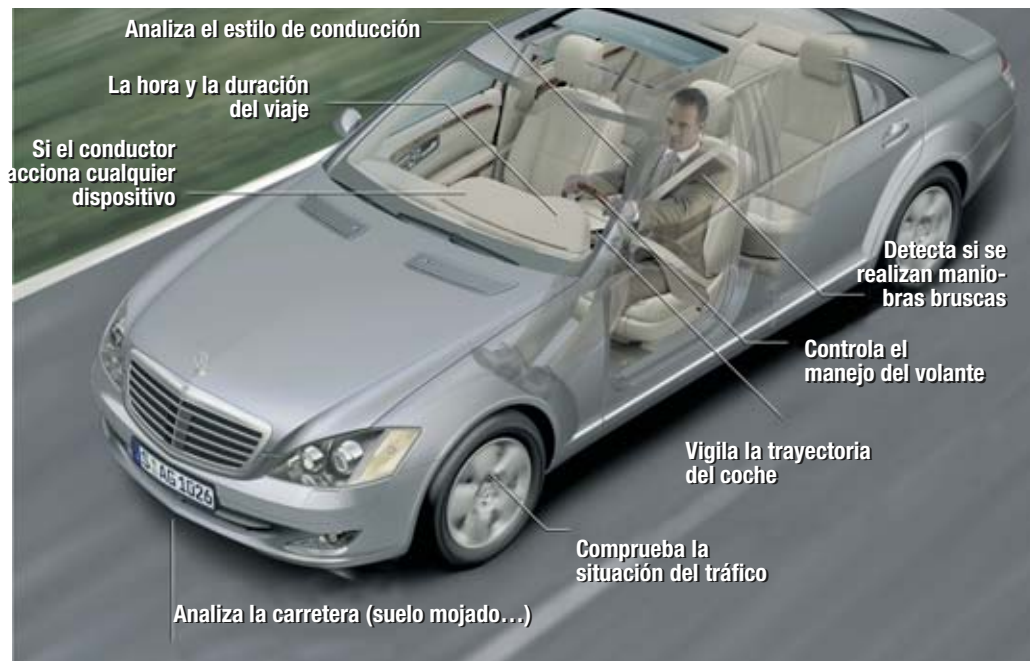 Analiza el estilo de conducción
La hora y la duración
del viaje
Si el conductor
acciona cualquier
dispositivo
Detecta si se
realizan manio-
bras bruscas
Controla el
manejo del volante
Vigila la trayectoria
del coche
Comprueba la
situación del tráfico
S AG 1026
Analiza la carretera (suelo mojado...)